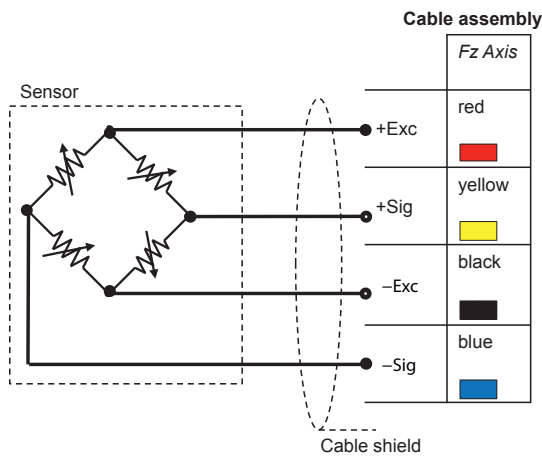 Cable assembly
Fz Axis
Sensor
+Exc
red
+Sig
yellow
–Exc
black
–Sig
blue
Cable shield